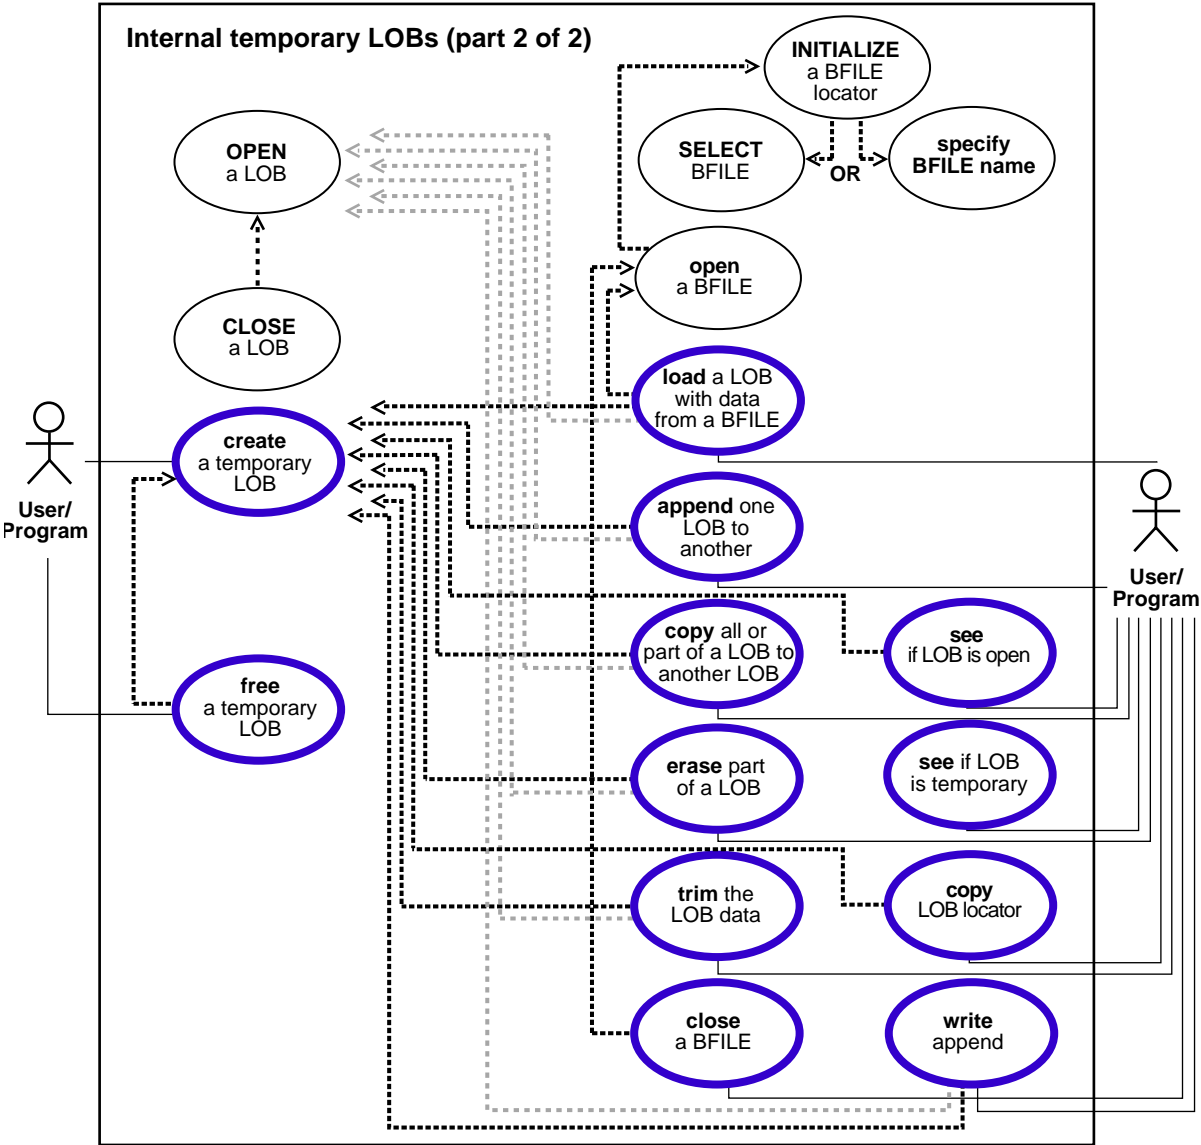 Internal temporary LOBs (part 2 of 2)
INITIALIZE
a BFILE
locator
OPEN
a LOB
SELECT
BFILE
OR
specify
BFILE name
open
a BFILE
CLOSE
a LOB
load a LOB
with data
from a BFILE
create
a temporary
LOB
User/
Program
append one
LOB to
another
User/
Program
copy all or
part of a LOB to
another LOB
see
if LOB is open
free
a temporary
LOB
erase part
of a LOB
see if LOB
is temporary
trim the
LOB data
copy
LOB locator
close
a BFILE
write
append